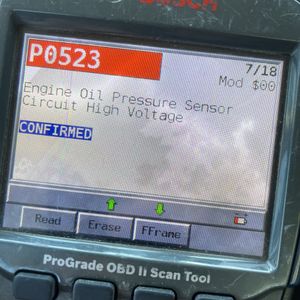 BOSCH
P0523
7/18
Mod $00
Engine Oil Pressure Sensor
Circuit High Voltage
CONFIRMED
Read Erase FFrame
ProGrade OBD II Scan Tool